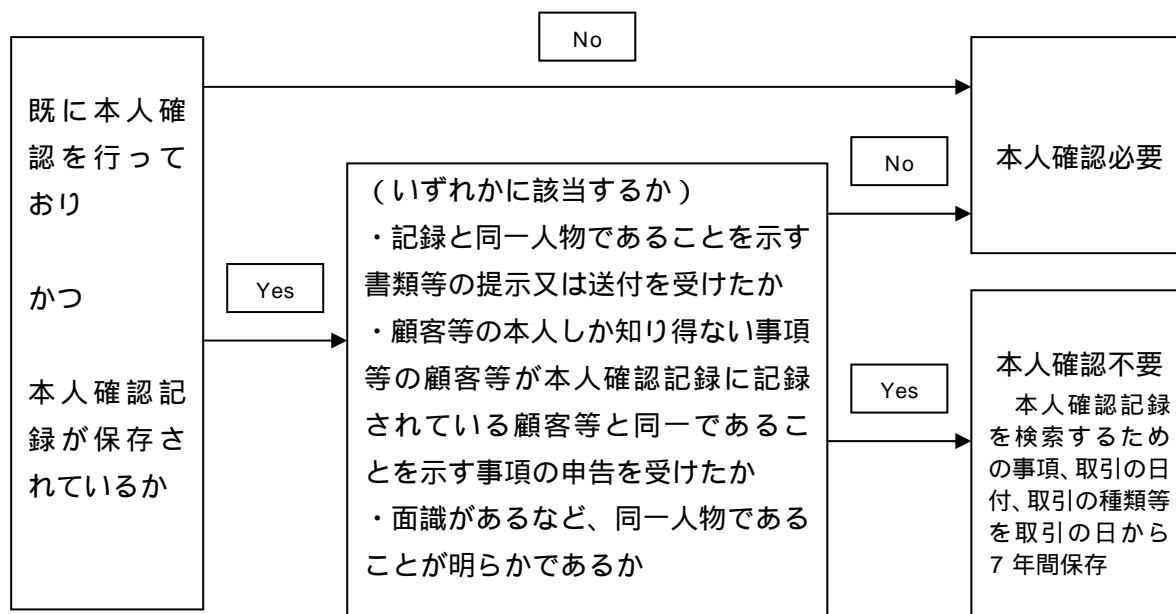 No
既に本人確
認を行って
おり
かつ
本人確認記
録が保存さ
れているか
Yes
（いずれかに該当するか）
・記録と同一人物であることを示す
書類等の提示又は送付を受けたか
・顧客等の本人しか知り得ない事項
等の顧客等が本人確認記録に記録
されている顧客等と同一であるこ
とを示す事項の申告を受けたか
・面識があるなど、同一人物である
ことが明らかであるか
No
本人確認必要
Yes
本人確認不要
本人確認記録
を検索するため
の事項、取引の日
付、取引の種類等
を取引の日から
7 年間保存